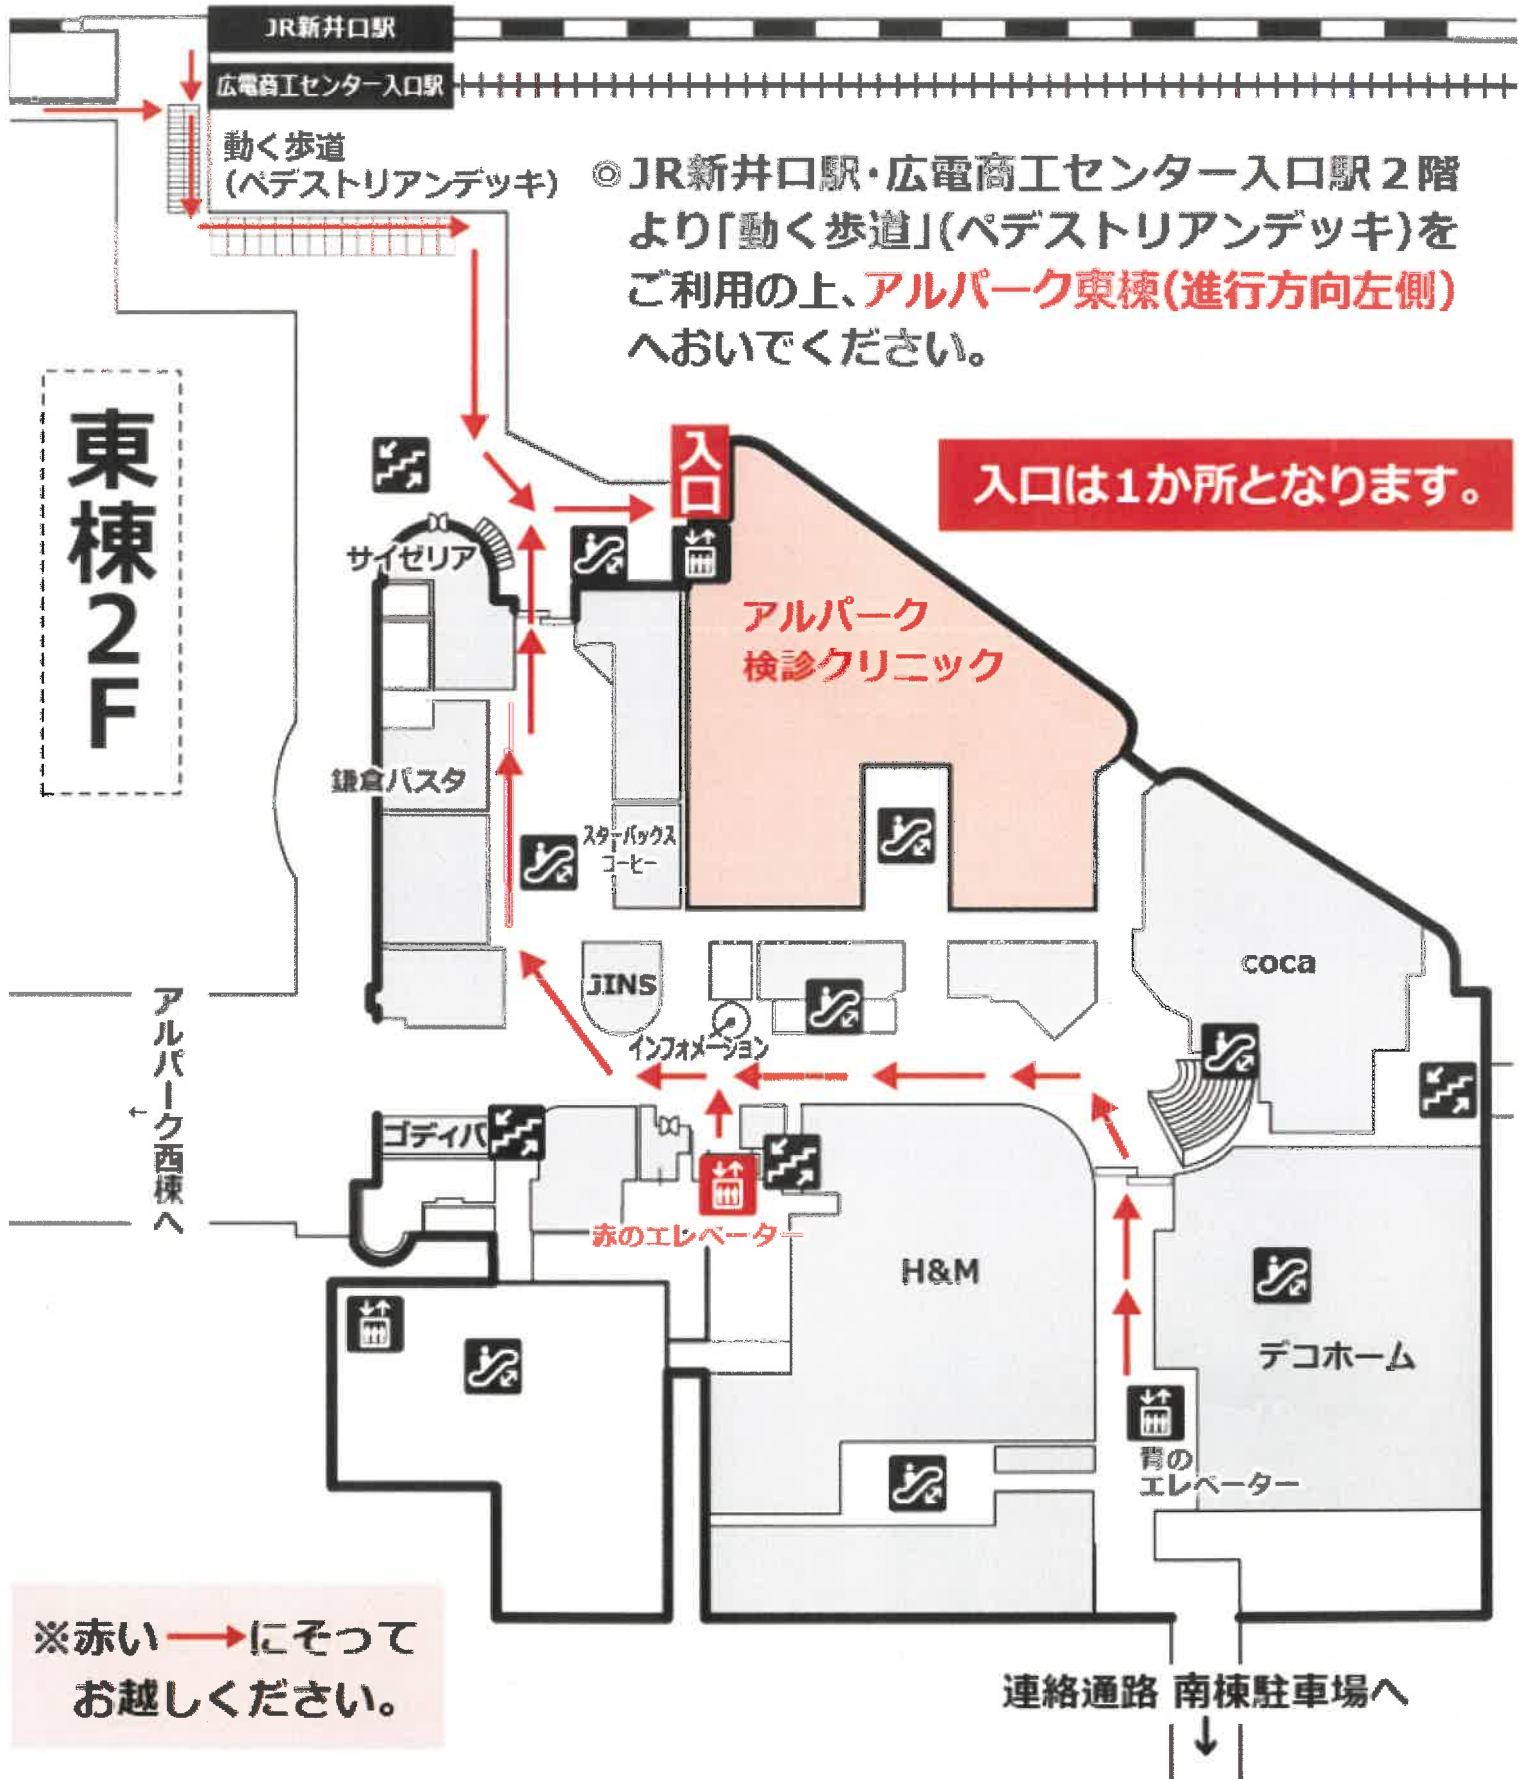 JR新井口駅
広電商工センター入口駅
動く歩道
(ペデストリアンデッキ)
◎JR新井口駅・広電商工センター入口駅2階
より「動く歩道」(ペデストリアンデッキ)を
ご利用の上、アルパーク東棟(進行方向左側)
へおいでください。
東棟2F
入口
入口は1か所となります。
サイゼリア
アルパーク
検診クリニック
鎌倉パスタ
スターバックス
コーヒー
JINS
coca
インフォメーション
アルパーク西棟へ
←
ゴディバ
赤のエレベーター
H&M
デコホーム
青の
エレベーター
※赤い→にそって
お越しください。
連絡通路 南棟駐車場へ
↓